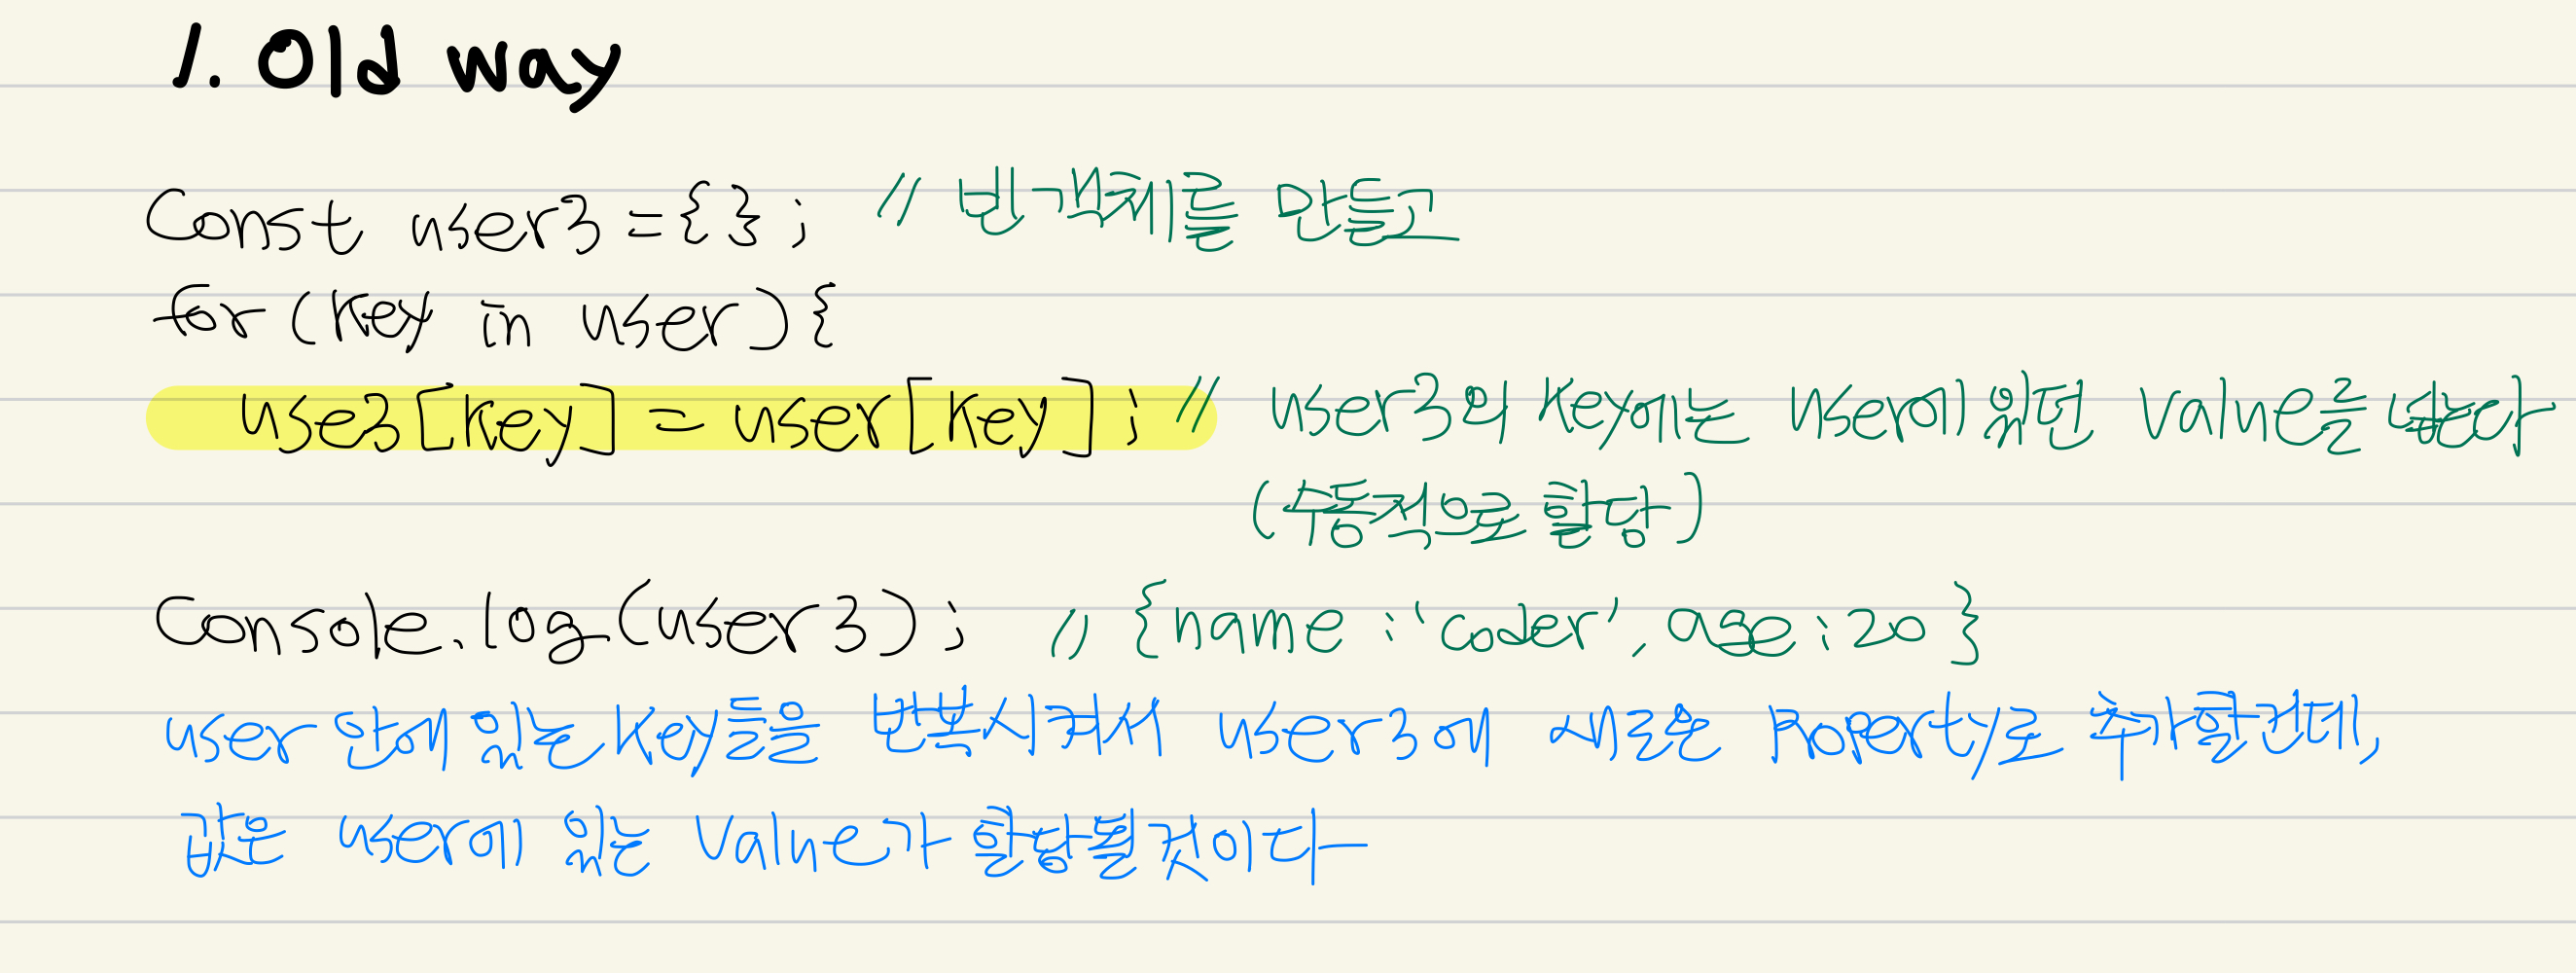 1. Old way
Const user3 = {}; // 빈 객체를 만들고
for (key in user) {
use3[key] = user[key]; // user3의 key에는 user에 있던 value를 넣는다
(수동적으로 할당)
Console.log(user3); // {name : 'coder', age : 20}
user 안에 있는 key들을 반복시켜서 user3에 새로운 property로 추가할건데,
값은 user에 있는 value가 할당될것이다